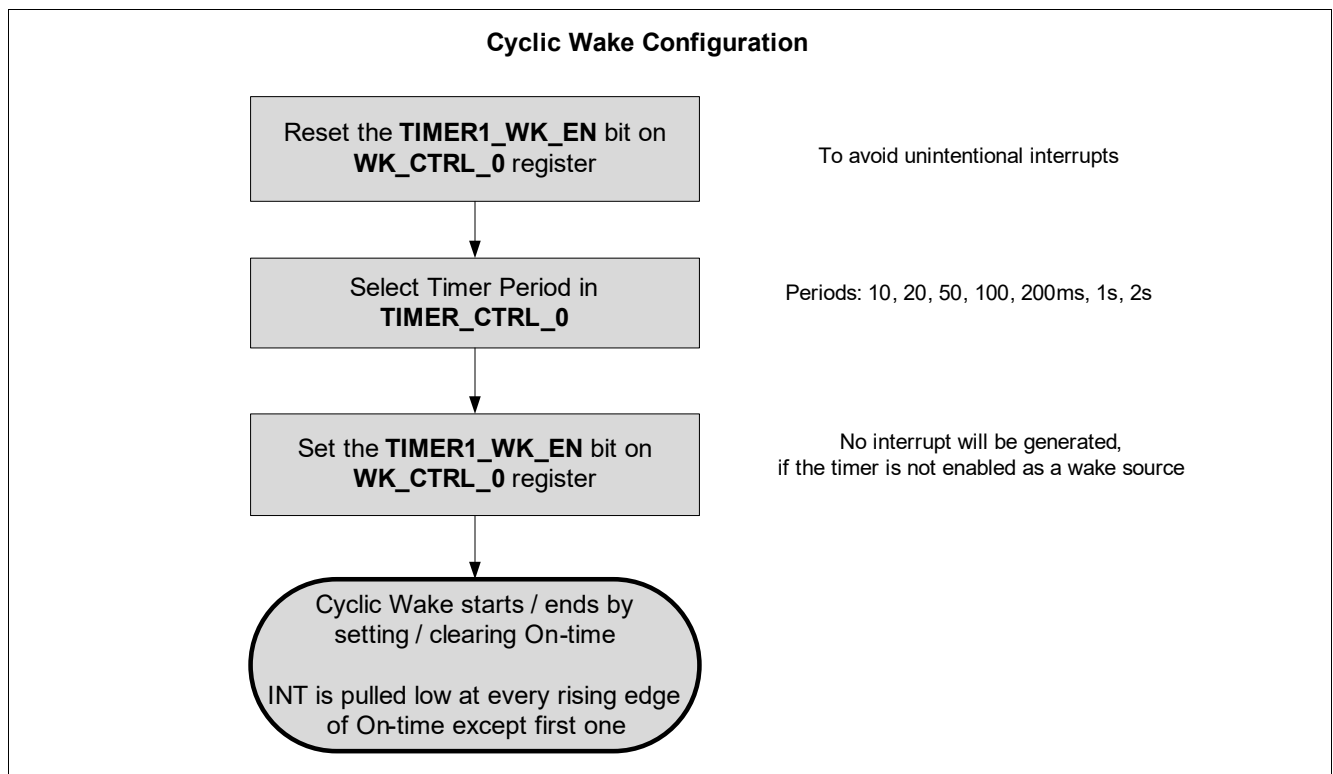 Cyclic Wake Configuration
Reset the TIMER1_WK_EN bit on
WK_CTRL_0 register
To avoid unintentional interrupts
Select Timer Period in
TIMER_CTRL_0
Periods: 10, 20, 50, 100, 200ms, 1s, 2s
Set the TIMER1_WK_EN bit on
WK_CTRL_0 register
No interrupt will be generated,
if the timer is not enabled as a wake source
Cyclic Wake starts / ends by
setting / clearing On-time
INT is pulled low at every rising edge
of On-time except first one